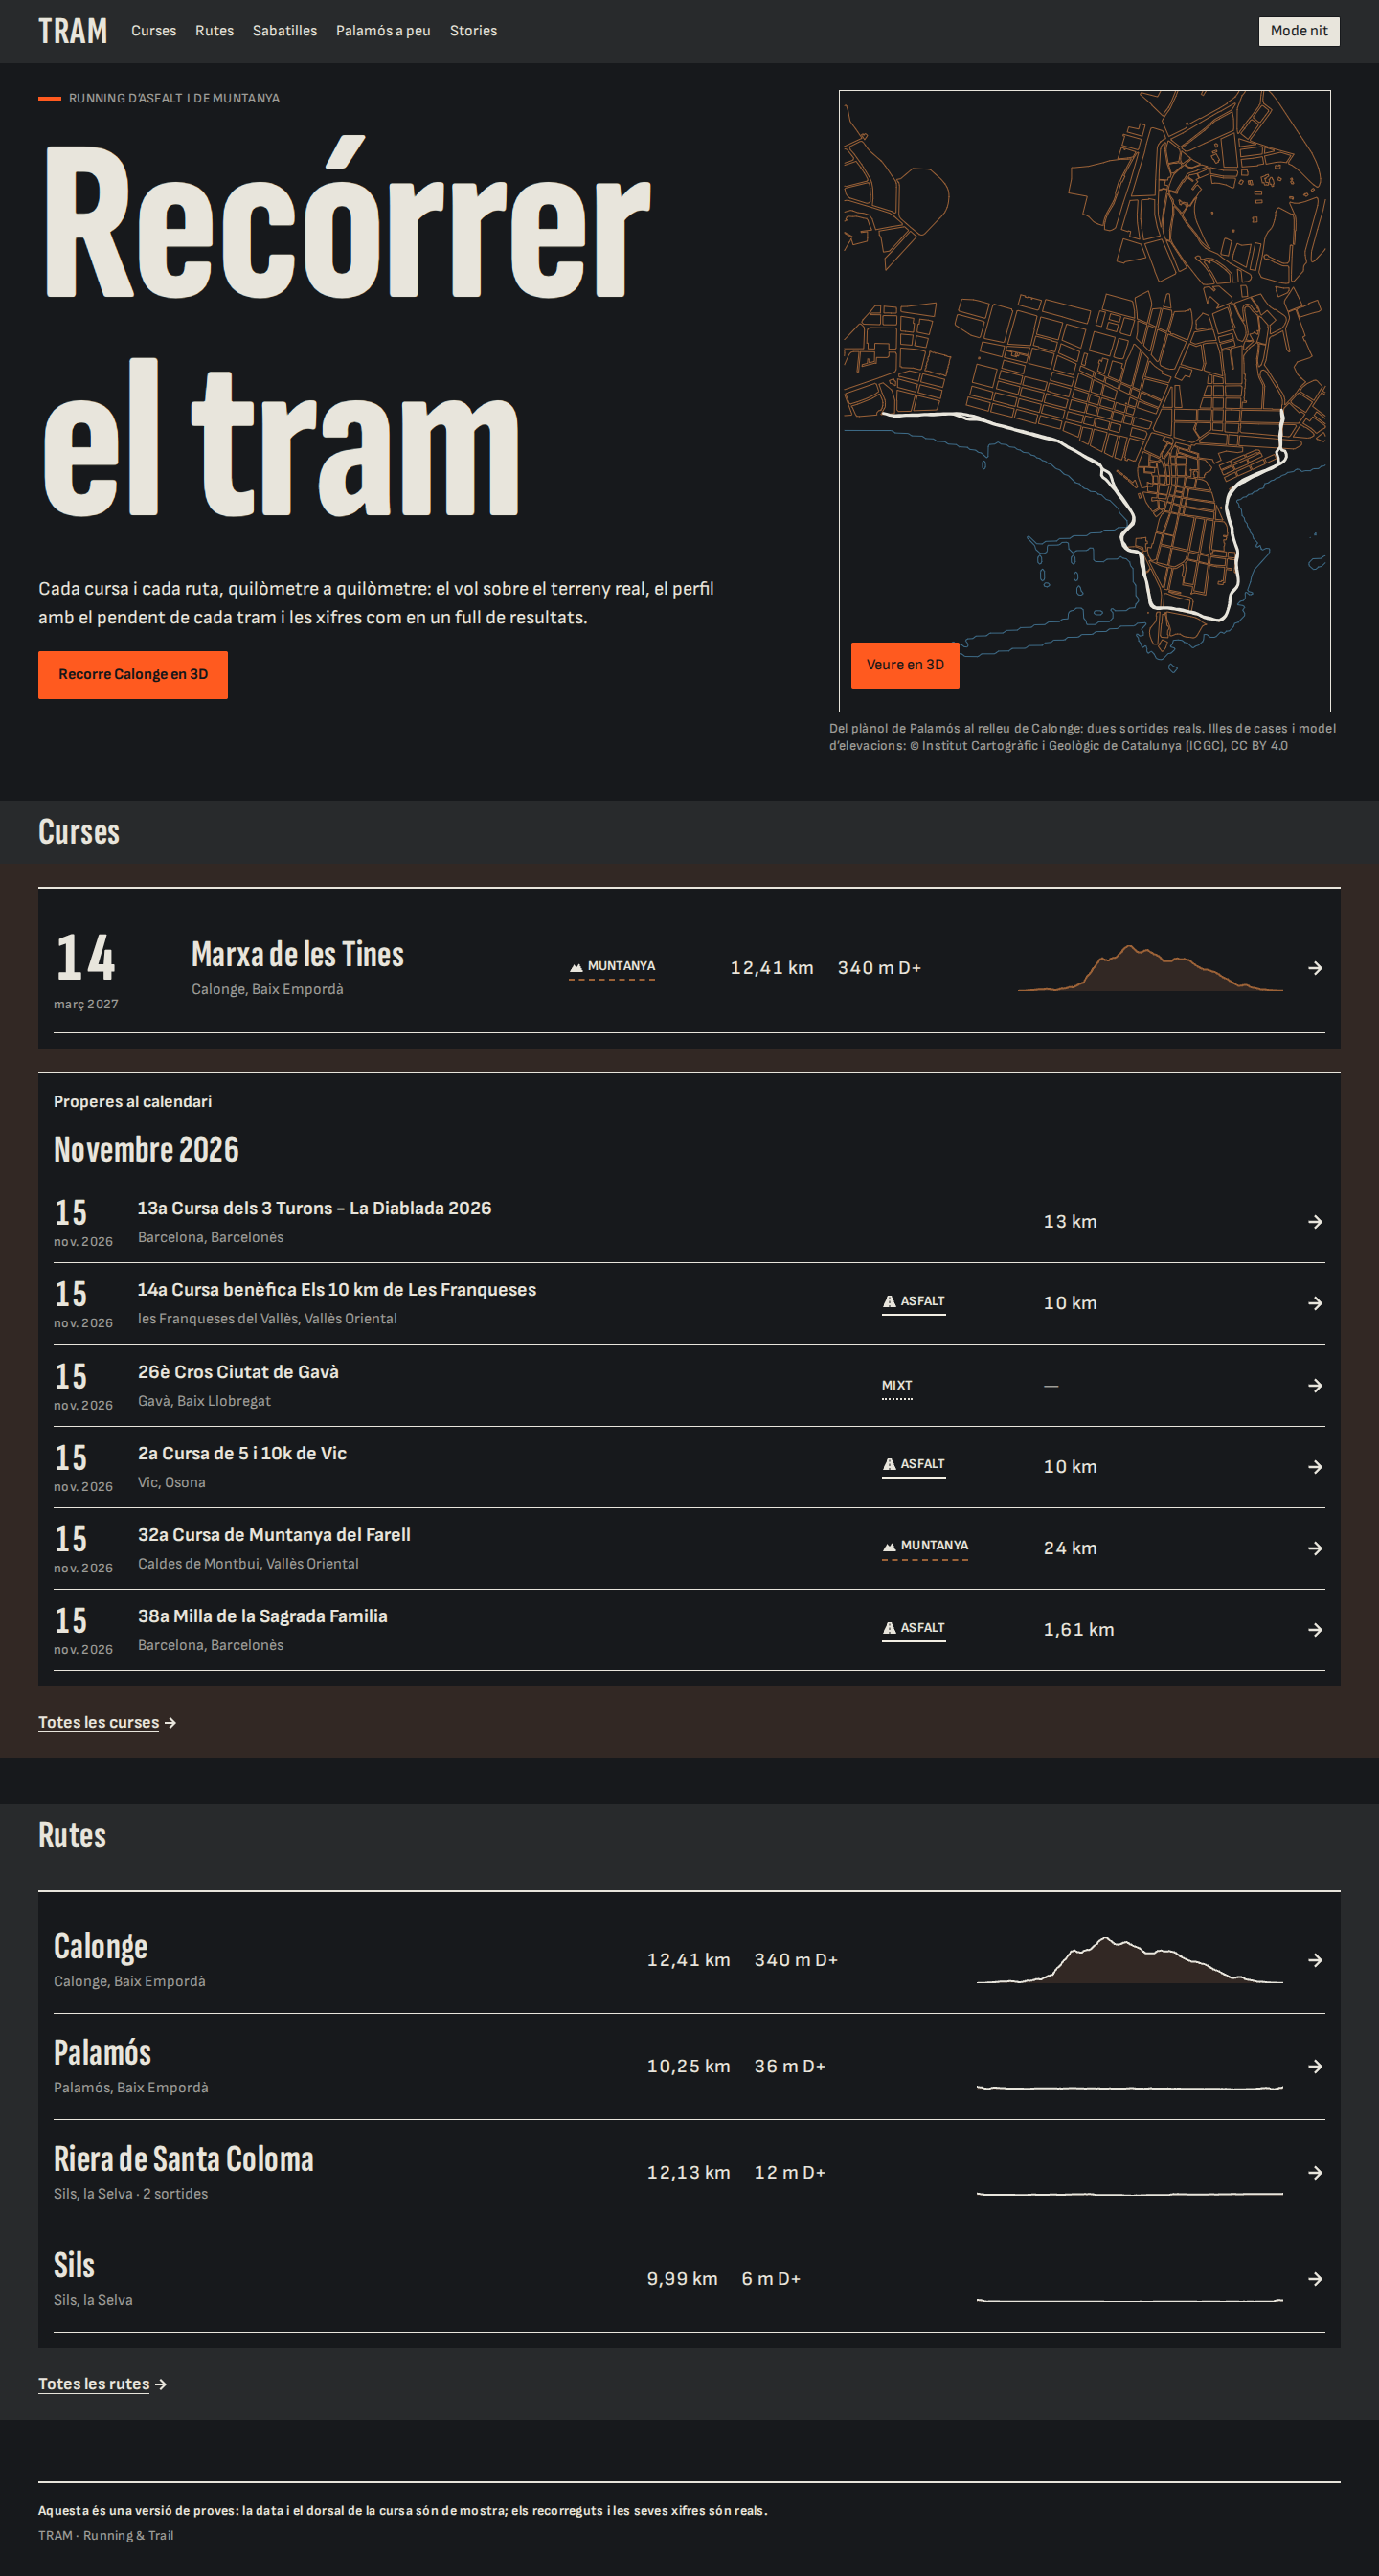 TRAM Curses Rutes Sabatilles Palamós a peu Stories Mode nit
RUNNING D'ASFALT I DE MUNTANYA
Recórrer
el tram
Cada cursa i cada ruta, quilòmetre a quilòmetre: el vol sobre el terreny real, el perfil
amb el pendent de cada tram i les xifres com en un full de resultats.
Recorre Calonge en 3D
Veure en 3D
Del plànol de Palamós al relleu de Calonge: dues sortides reals. Illes de cases i model
d'elevacions: © Institut Cartogràfic i Geològic de Catalunya (ICGC), CC BY 4.0
Curses
14
març 2027
Marxa de les Tines
Calonge, Baix Empordà
MUNTANYA
12,41 km 340 m D+
→
Properes al calendari
Novembre 2026
15
nov. 2026
13a Cursa dels 3 Turons - La Diablada 2026
Barcelona, Barcelonès
13 km
→
15
nov. 2026
14a Cursa benèfica Els 10 km de Les Franqueses
les Franqueses del Vallès, Vallès Oriental
ASFALT
10 km
→
15
nov. 2026
26è Cros Ciutat de Gavà
Gavà, Baix Llobregat
MIXT
—
→
15
nov. 2026
2a Cursa de 5 i 10k de Vic
Vic, Osona
ASFALT
10 km
→
15
nov. 2026
32a Cursa de Muntanya del Farell
Caldes de Montbui, Vallès Oriental
MUNTANYA
24 km
→
15
nov. 2026
38a Milla de la Sagrada Familia
Barcelona, Barcelonès
ASFALT
1,61 km
→
Totes les curses →
Rutes
Calonge
Calonge, Baix Empordà
12,41 km 340 m D+
→
Palamós
Palamós, Baix Empordà
10,25 km 36 m D+
→
Riera de Santa Coloma
Sils, la Selva · 2 sortides
12,13 km 12 m D+
→
Sils
Sils, la Selva
9,99 km 6 m D+
→
Totes les rutes →
Aquesta és una versió de proves: la data i el dorsal de la cursa són de mostra; els recorreguts i les seves xifres són reals.
TRAM · Running & Trail